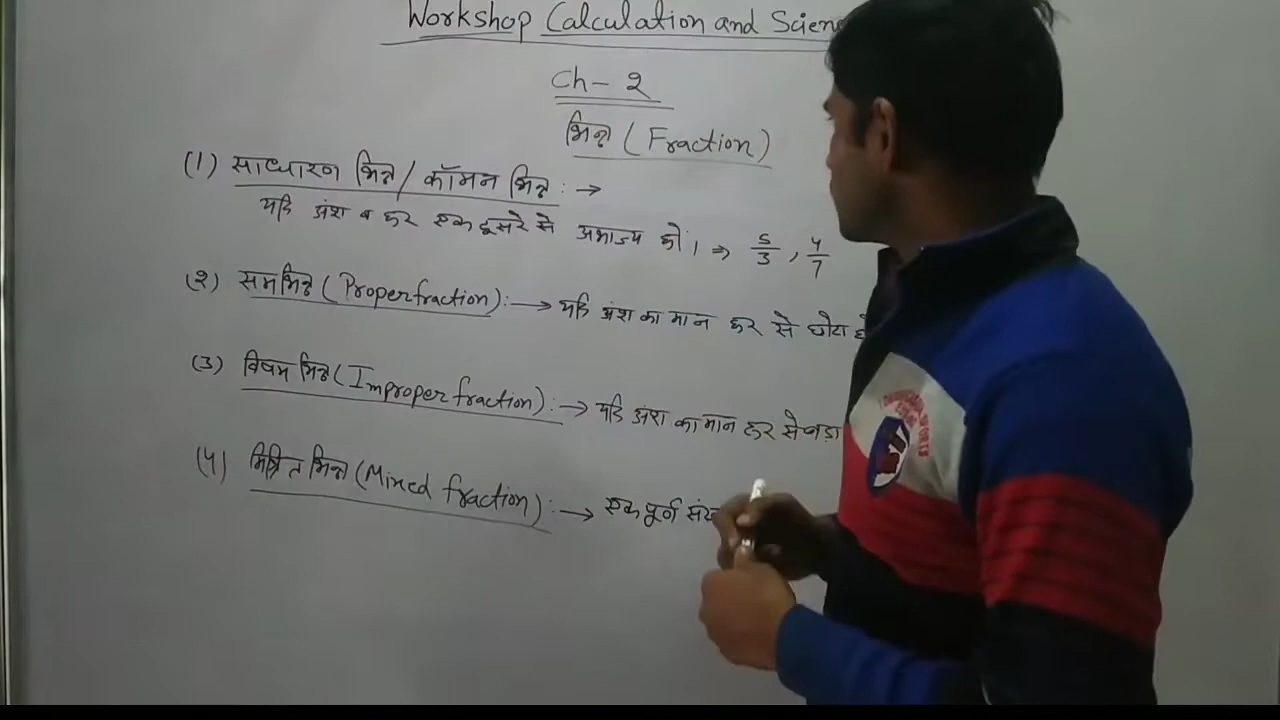 Workshop Calculation and Scien
Ch - 2
भिन्न (Fraction)
(1) साधारण भिन्न / कॉमन भिन्न : →
यदि अंश व हर एक दूसरे से अभाज्य हों। ⇒ 5/3 , 4/7
(2) समभिन्न (Proper fraction) : → यदि अंश का मान हर से छोटा हो
(3) विषम भिन्न (Improper fraction) : → यदि अंश का मान हर से बड़ा
(4) मिश्रित भिन्न (Mixed fraction) : → एक पूर्ण संख